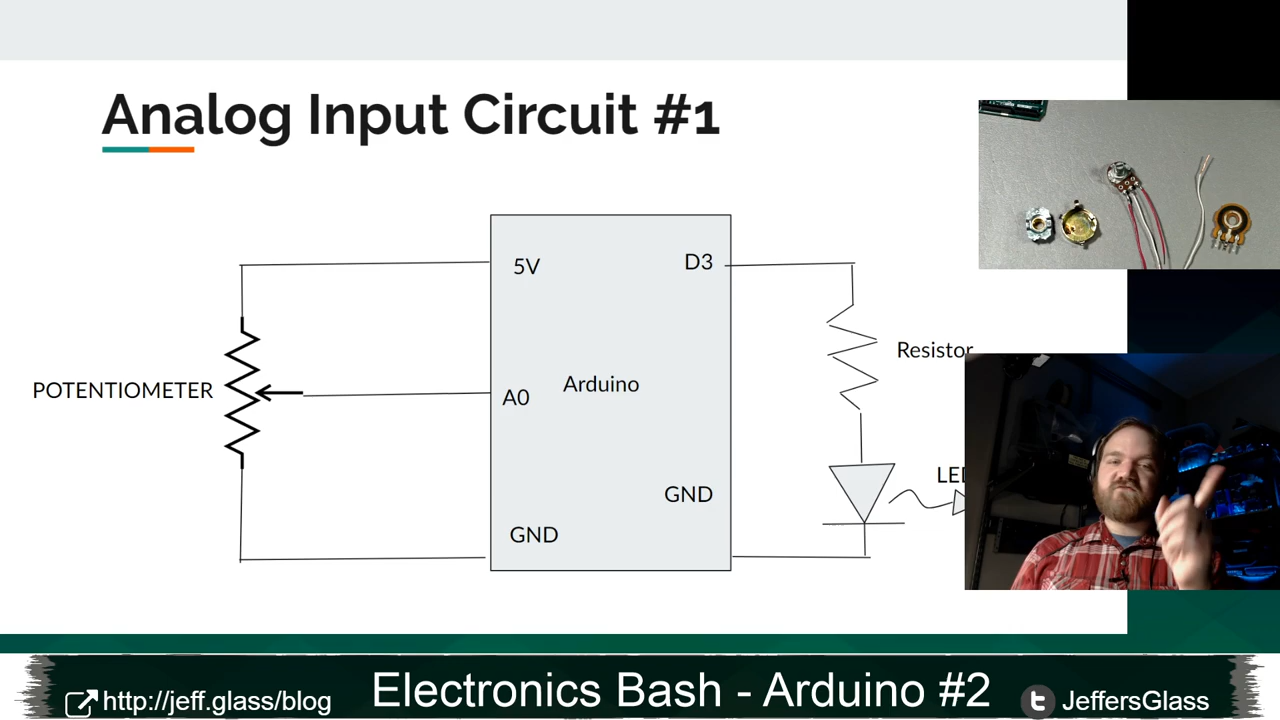 Analog Input Circuit #1
5V
D3
Resistor
POTENTIOMETER
Arduino
A0
LED
GND
GND
Electronics Bash - Arduino #2
http://jeff.glass/blog
JeffersGlass